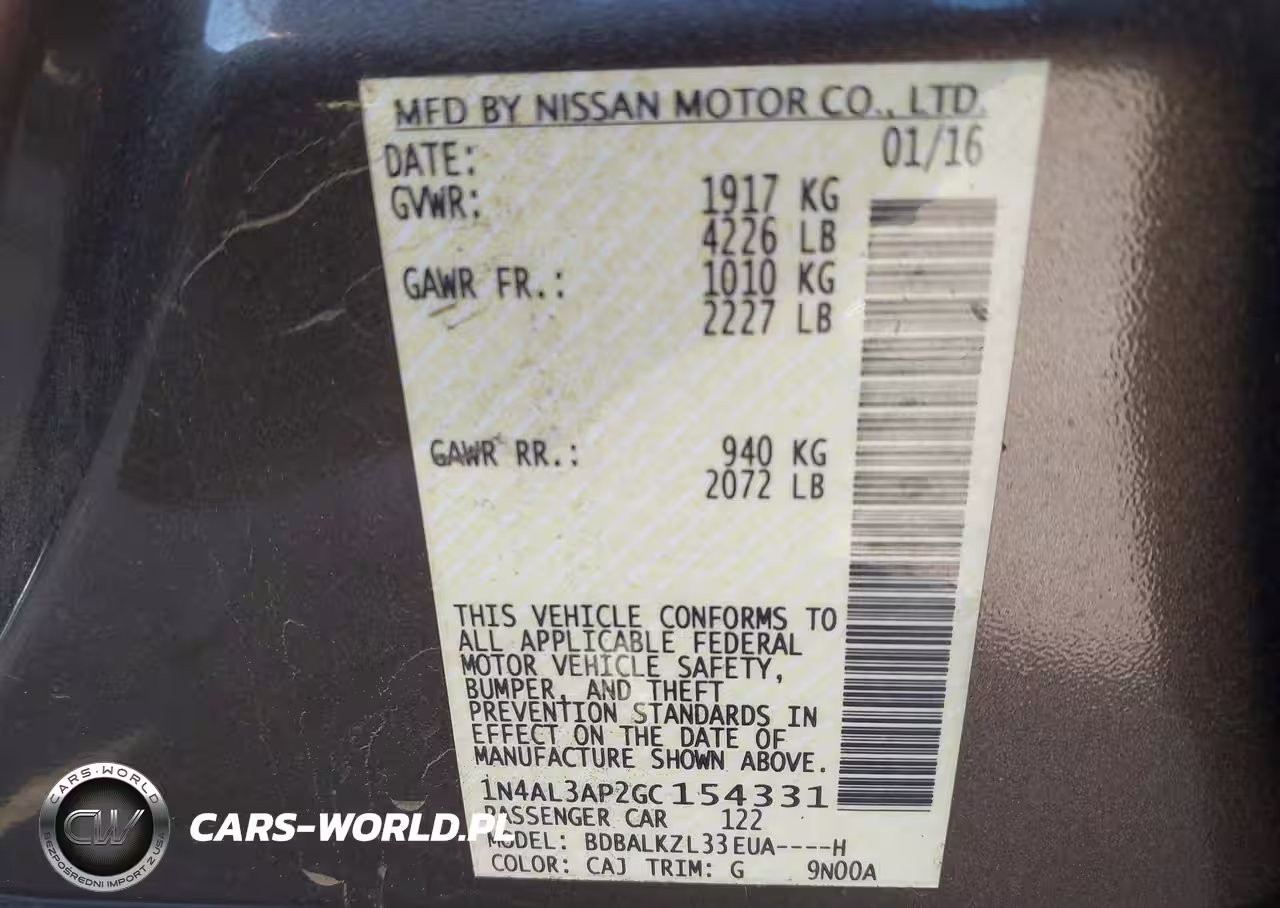 MFD BY NISSAN MOTOR CO., LTD.
DATE: 01/16
GVWR: 1917 KG
4226 LB
GAWR FR.: 1010 KG
2227 LB
GAWR RR.: 940 KG
2072 LB
THIS VEHICLE CONFORMS TO
ALL APPLICABLE FEDERAL
MOTOR VEHICLE SAFETY,
BUMPER, AND THEFT
PREVENTION STANDARDS IN
EFFECT ON THE DATE OF
MANUFACTURE SHOWN ABOVE.
1N4AL3AP2GC154331
PASSENGER CAR 122
MODEL: BDBALKZL33EUA----H
COLOR: CAJ TRIM: G 9N00A
CARS-WORLD
CW
BEZPOŚREDNI IMPORT Z USA
CARS-WORLD.PL